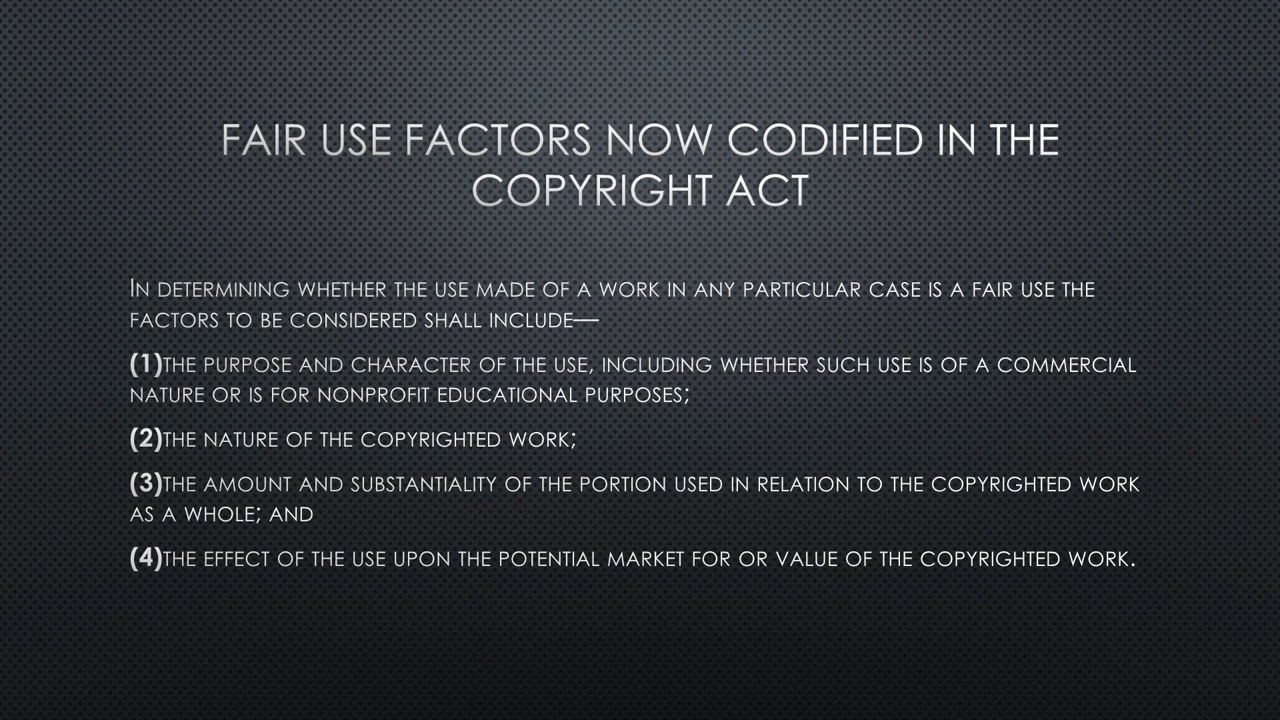 FAIR USE FACTORS NOW CODIFIED IN THE
COPYRIGHT ACT
IN DETERMINING WHETHER THE USE MADE OF A WORK IN ANY PARTICULAR CASE IS A FAIR USE THE
FACTORS TO BE CONSIDERED SHALL INCLUDE—
(1)THE PURPOSE AND CHARACTER OF THE USE, INCLUDING WHETHER SUCH USE IS OF A COMMERCIAL
NATURE OR IS FOR NONPROFIT EDUCATIONAL PURPOSES;
(2)THE NATURE OF THE COPYRIGHTED WORK;
(3)THE AMOUNT AND SUBSTANTIALITY OF THE PORTION USED IN RELATION TO THE COPYRIGHTED WORK
AS A WHOLE; AND
(4)THE EFFECT OF THE USE UPON THE POTENTIAL MARKET FOR OR VALUE OF THE COPYRIGHTED WORK.